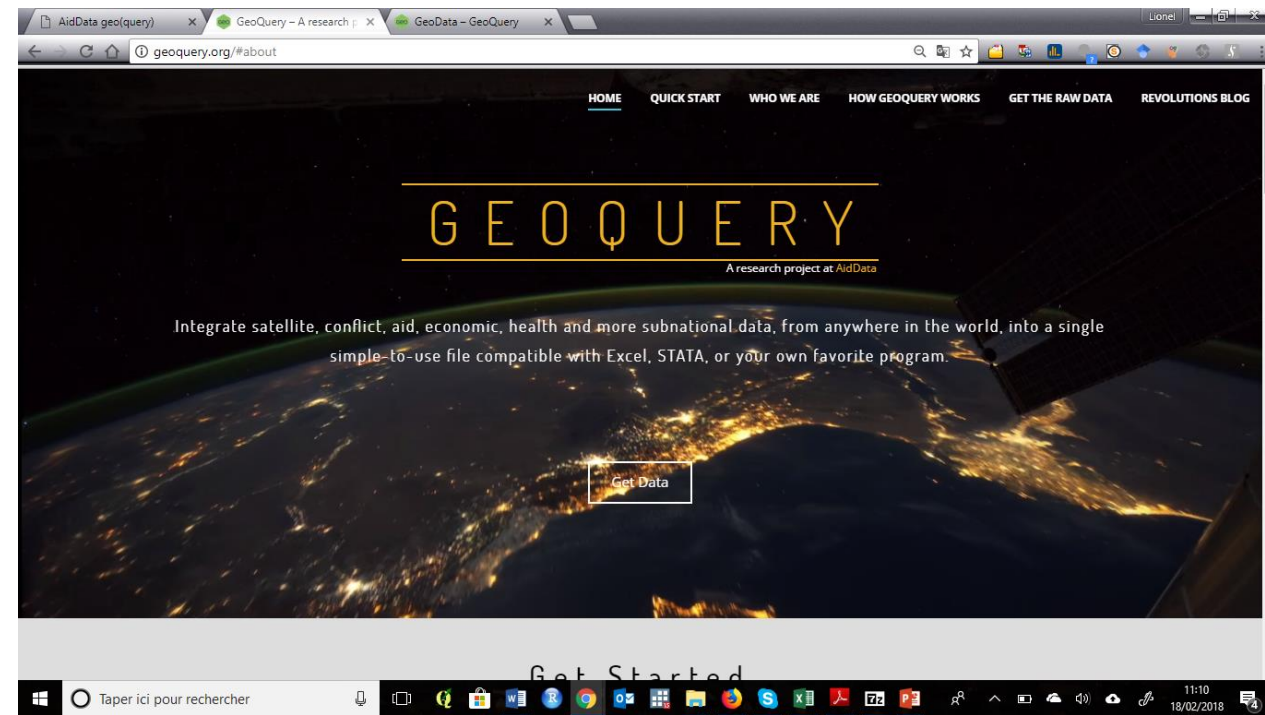 AidData geo(query)
GeoQuery – A research p
GeoData – GeoQuery
Lionel
geoquery.org/#about
HOME QUICK START WHO WE ARE HOW GEOQUERY WORKS GET THE RAW DATA REVOLUTIONS BLOG
GEOQUERY
A research project at AidData
Integrate satellite, conflict, aid, economic, health and more subnational data, from anywhere in the world, into a single
simple-to-use file compatible with Excel, STATA, or your own favorite program.
Get Data
Get Started
Taper ici pour rechercher
11:10
18/02/2018